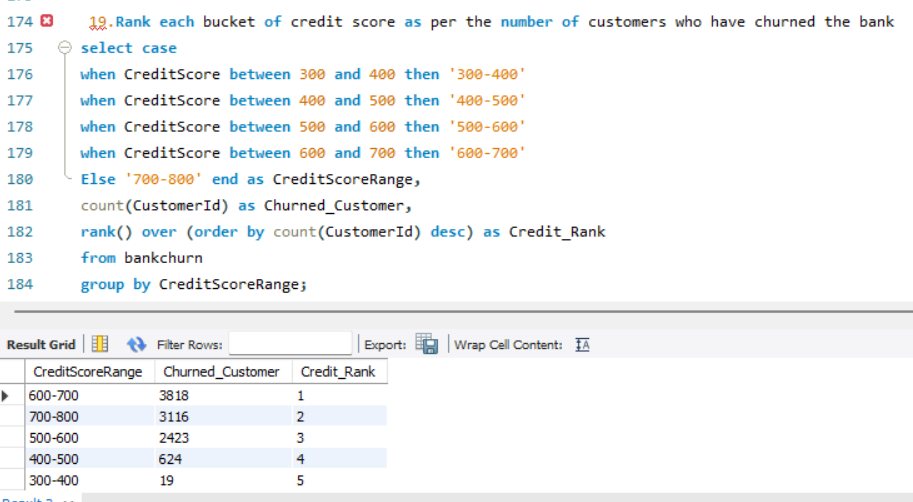 174 19.Rank each bucket of credit score as per the number of customers who have churned the bank
175 select case
176 when CreditScore between 300 and 400 then '300-400'
177 when CreditScore between 400 and 500 then '400-500'
178 when CreditScore between 500 and 600 then '500-600'
179 when CreditScore between 600 and 700 then '600-700'
180 Else '700-800' end as CreditScoreRange,
181 count(CustomerId) as Churned_Customer,
182 rank() over (order by count(CustomerId) desc) as Credit_Rank
183 from bankchurn
184 group by CreditScoreRange;
Result Grid Filter Rows: Export: Wrap Cell Content:
CreditScoreRange Churned_Customer Credit_Rank
600-700 3818 1
700-800 3116 2
500-600 2423 3
400-500 624 4
300-400 19 5